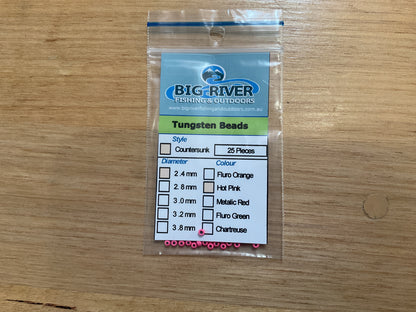 BIG RIVER
FISHING & OUTDOORS
www.bigriverfishingandoutdoors.com.au
Tungsten Beads
Style
Countersunk 25 Pieces
Diameter Colour
2.4 mm Fluro Orange
2.8 mm Hot Pink
3.0 mm Metalic Red
3.2 mm Fluro Green
3.8 mm Chartreuse